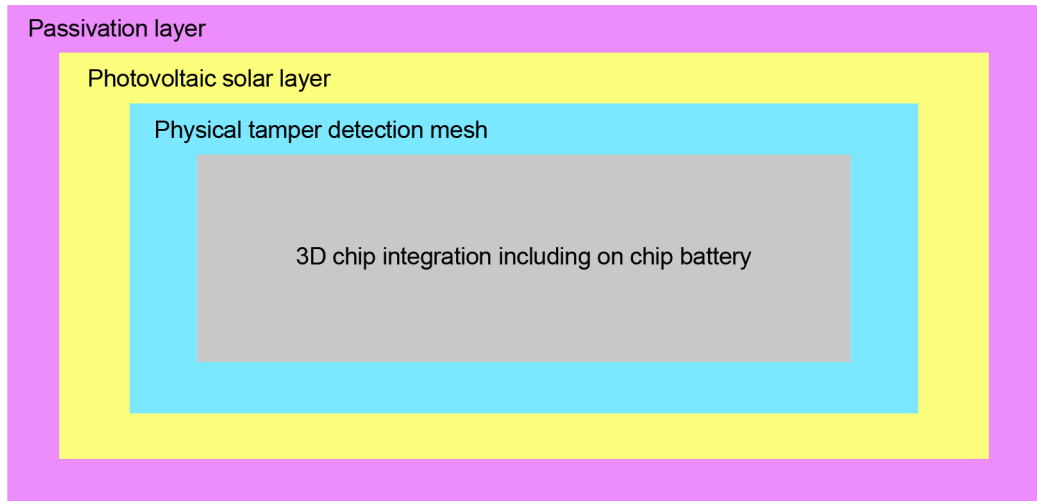 Passivation layer
Photovoltaic solar layer
Physical tamper detection mesh
3D chip integration including on chip battery